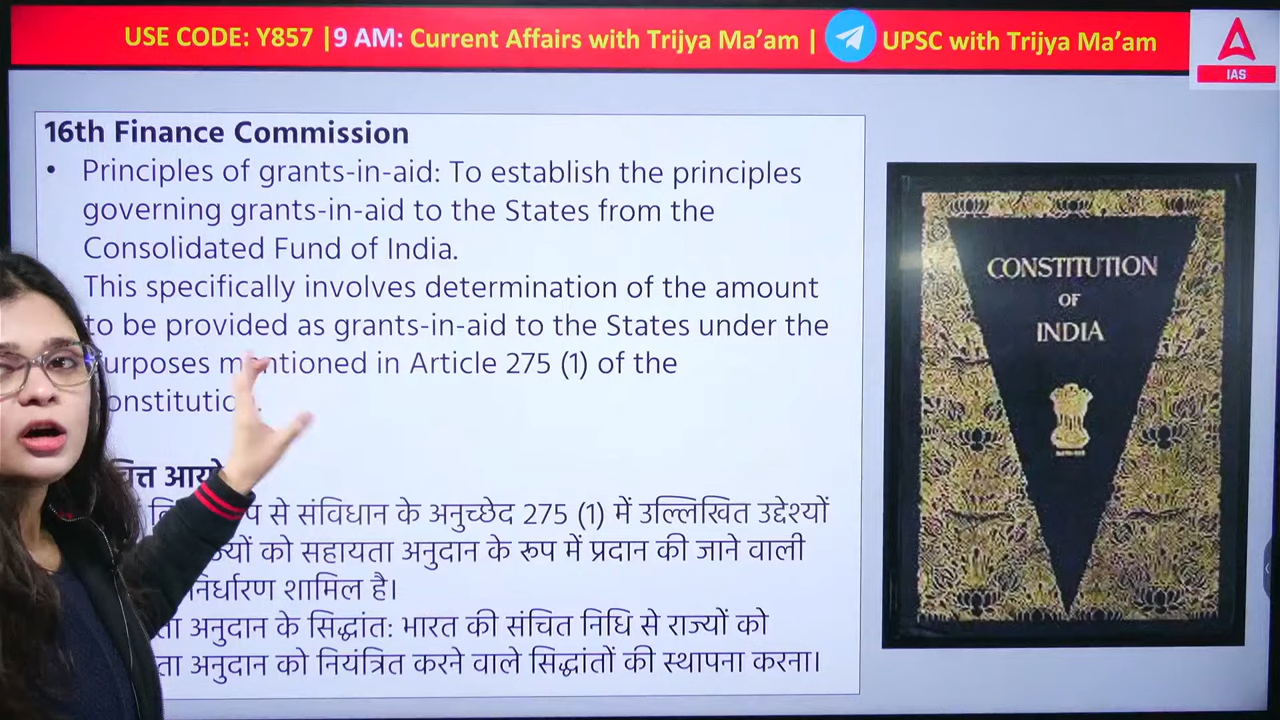 USE CODE: Y857 |9 AM: Current Affairs with Trijya Ma’am | UPSC with Trijya Ma’am
IAS
16th Finance Commission
• Principles of grants-in-aid: To establish the principles
governing grants-in-aid to the States from the
Consolidated Fund of India.
This specifically involves determination of the amount
to be provided as grants-in-aid to the States under the
mentioned in Article 275 (1) of the
CONSTITUTION
OF
INDIA
से संविधान के अनुच्छेद 275 (1) में उल्लिखित उद्देश्यों
को सहायता अनुदान के रूप में प्रदान की जाने वाली
शामिल है।
अनुदान के सिद्धांत: भारत की संचित निधि से राज्यों को
अनुदान को नियंत्रित करने वाले सिद्धांतों की स्थापना करना।